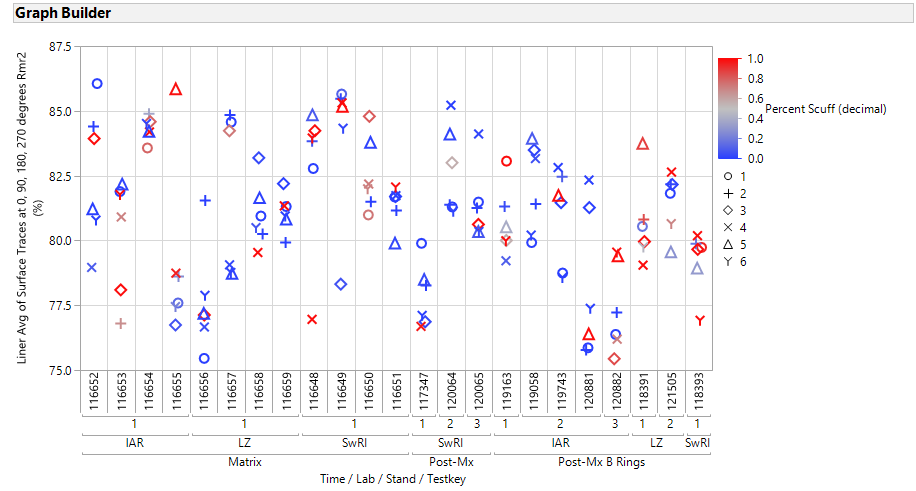 Graph Builder
Liner Avg of Surface Traces at 0, 90, 180, 270 degrees Rmr2
(%)
87.5
85.0
82.5
80.0
77.5
75.0
116652 116653 116654 116655 116656 116657 116658 116659 116648 116649 116650 116651 117347 120064 120065 119163 119058 119743 120881 120882 118391 121505 118393
1 1 1 1 2 3 1 2 3 1 2 1
IAR LZ SwRI SwRI IAR LZ SwRI
Matrix Post-Mx Post-Mx B Rings
Time / Lab / Stand / Testkey
1.0
0.8
0.6
0.4
0.2
0.0
Percent Scuff (decimal)
1
2
3
4
5
6